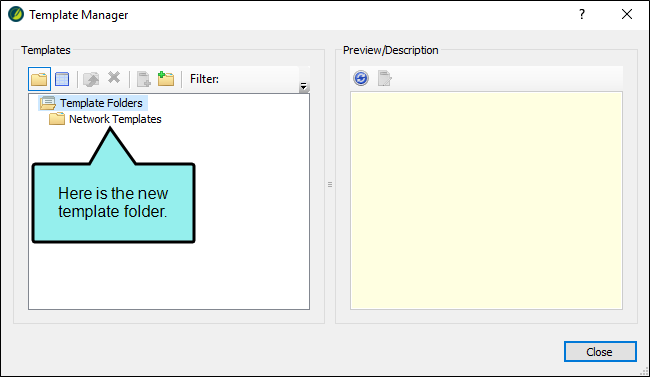 Template Manager
?
Templates
Filter:
Template Folders
Network Templates
Here is the new
template folder.
Preview/Description
Close